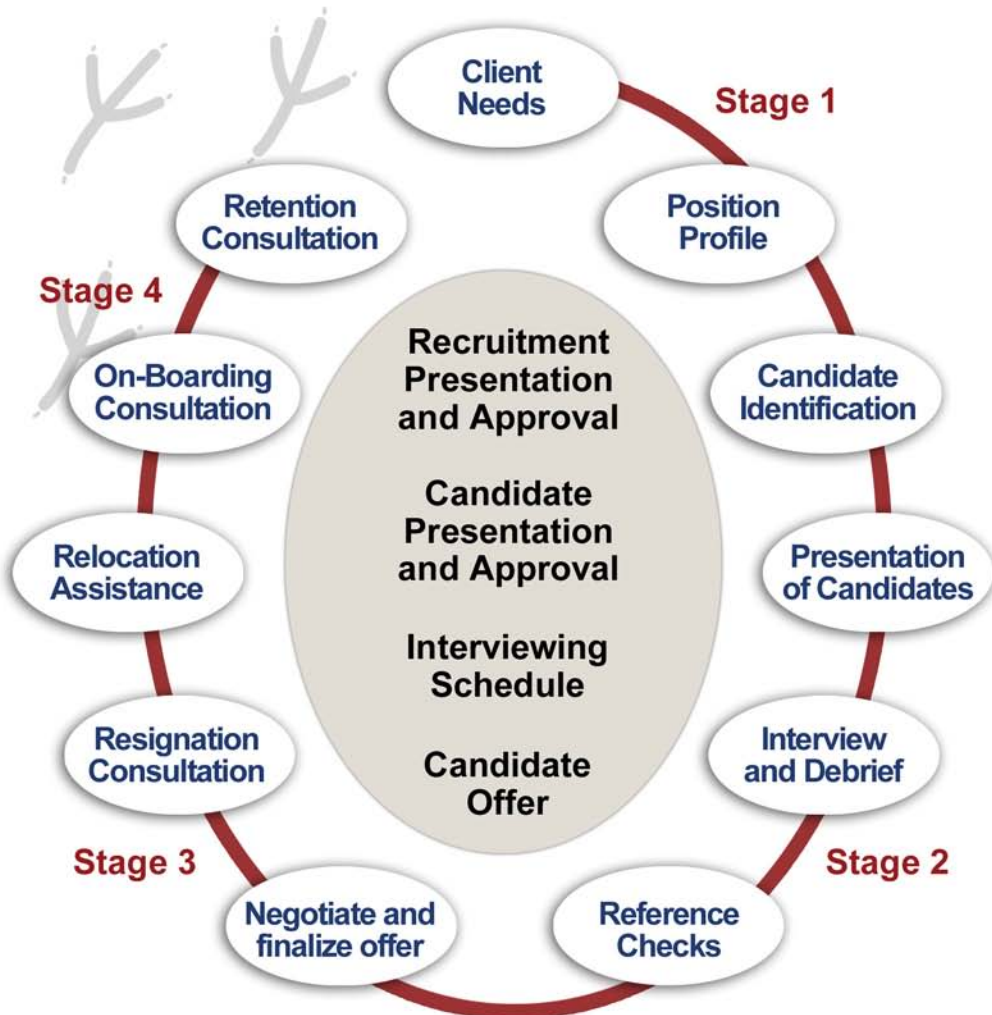 Client
Needs
Stage 1
Position
Profile
Candidate
Identification
Presentation
of Candidates
Interview
and Debrief
Stage 2
Reference
Checks
Negotiate and
finalize offer
Stage 3
Resignation
Consultation
Relocation
Assistance
On-Boarding
Consultation
Stage 4
Retention
Consultation
Recruitment
Presentation
and Approval
Candidate
Presentation
and Approval
Interviewing
Schedule
Candidate
Offer